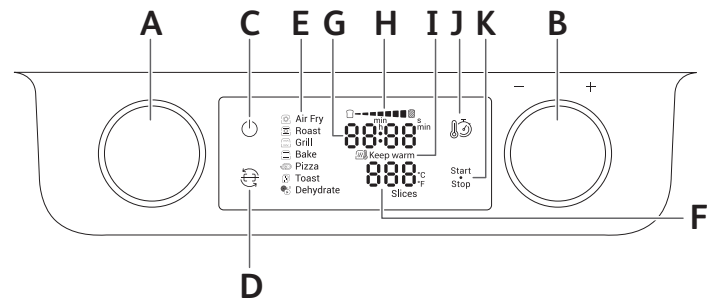 A C E G H I J K B
− +
min s
h min
Air Fry
88:88
Roast
Grill
Bake
Keep warm
Pizza
888 °C °F
Start
•
Stop
Toast
Slices
Dehydrate
F
D